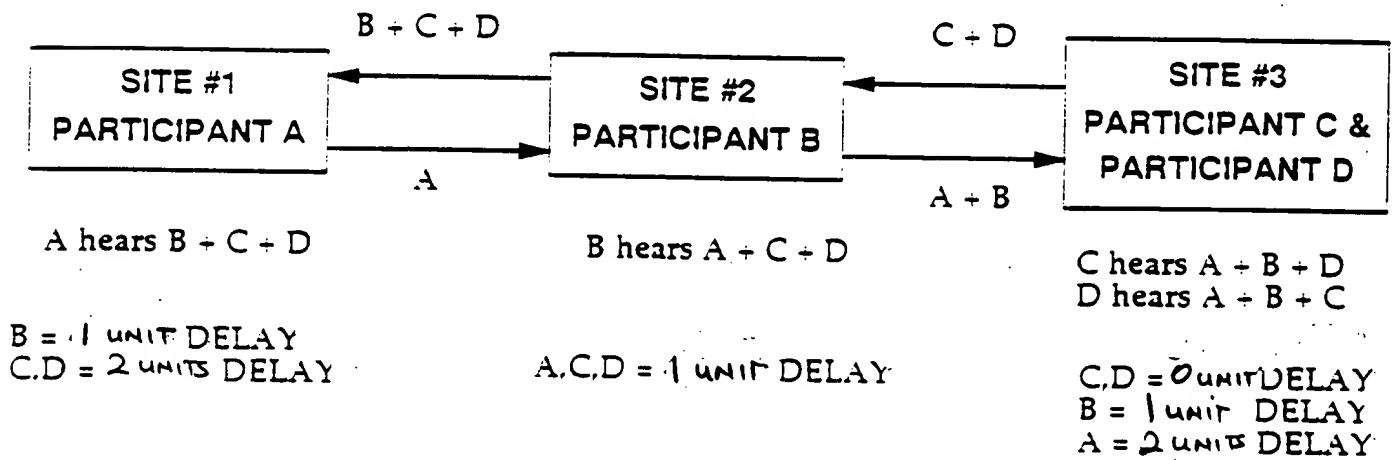 B + C + D
C + D
SITE #1
PARTICIPANT A
SITE #2
PARTICIPANT B
SITE #3
PARTICIPANT C &
PARTICIPANT D
A
A + B
A hears B + C + D
B hears A + C + D
C hears A + B + D
D hears A + B + C
B = 1 UNIT DELAY
C,D = 2 UNITS DELAY
A,C,D = 1 UNIT DELAY
C,D = 0 UNIT DELAY
B = 1 UNIT DELAY
A = 2 UNITS DELAY